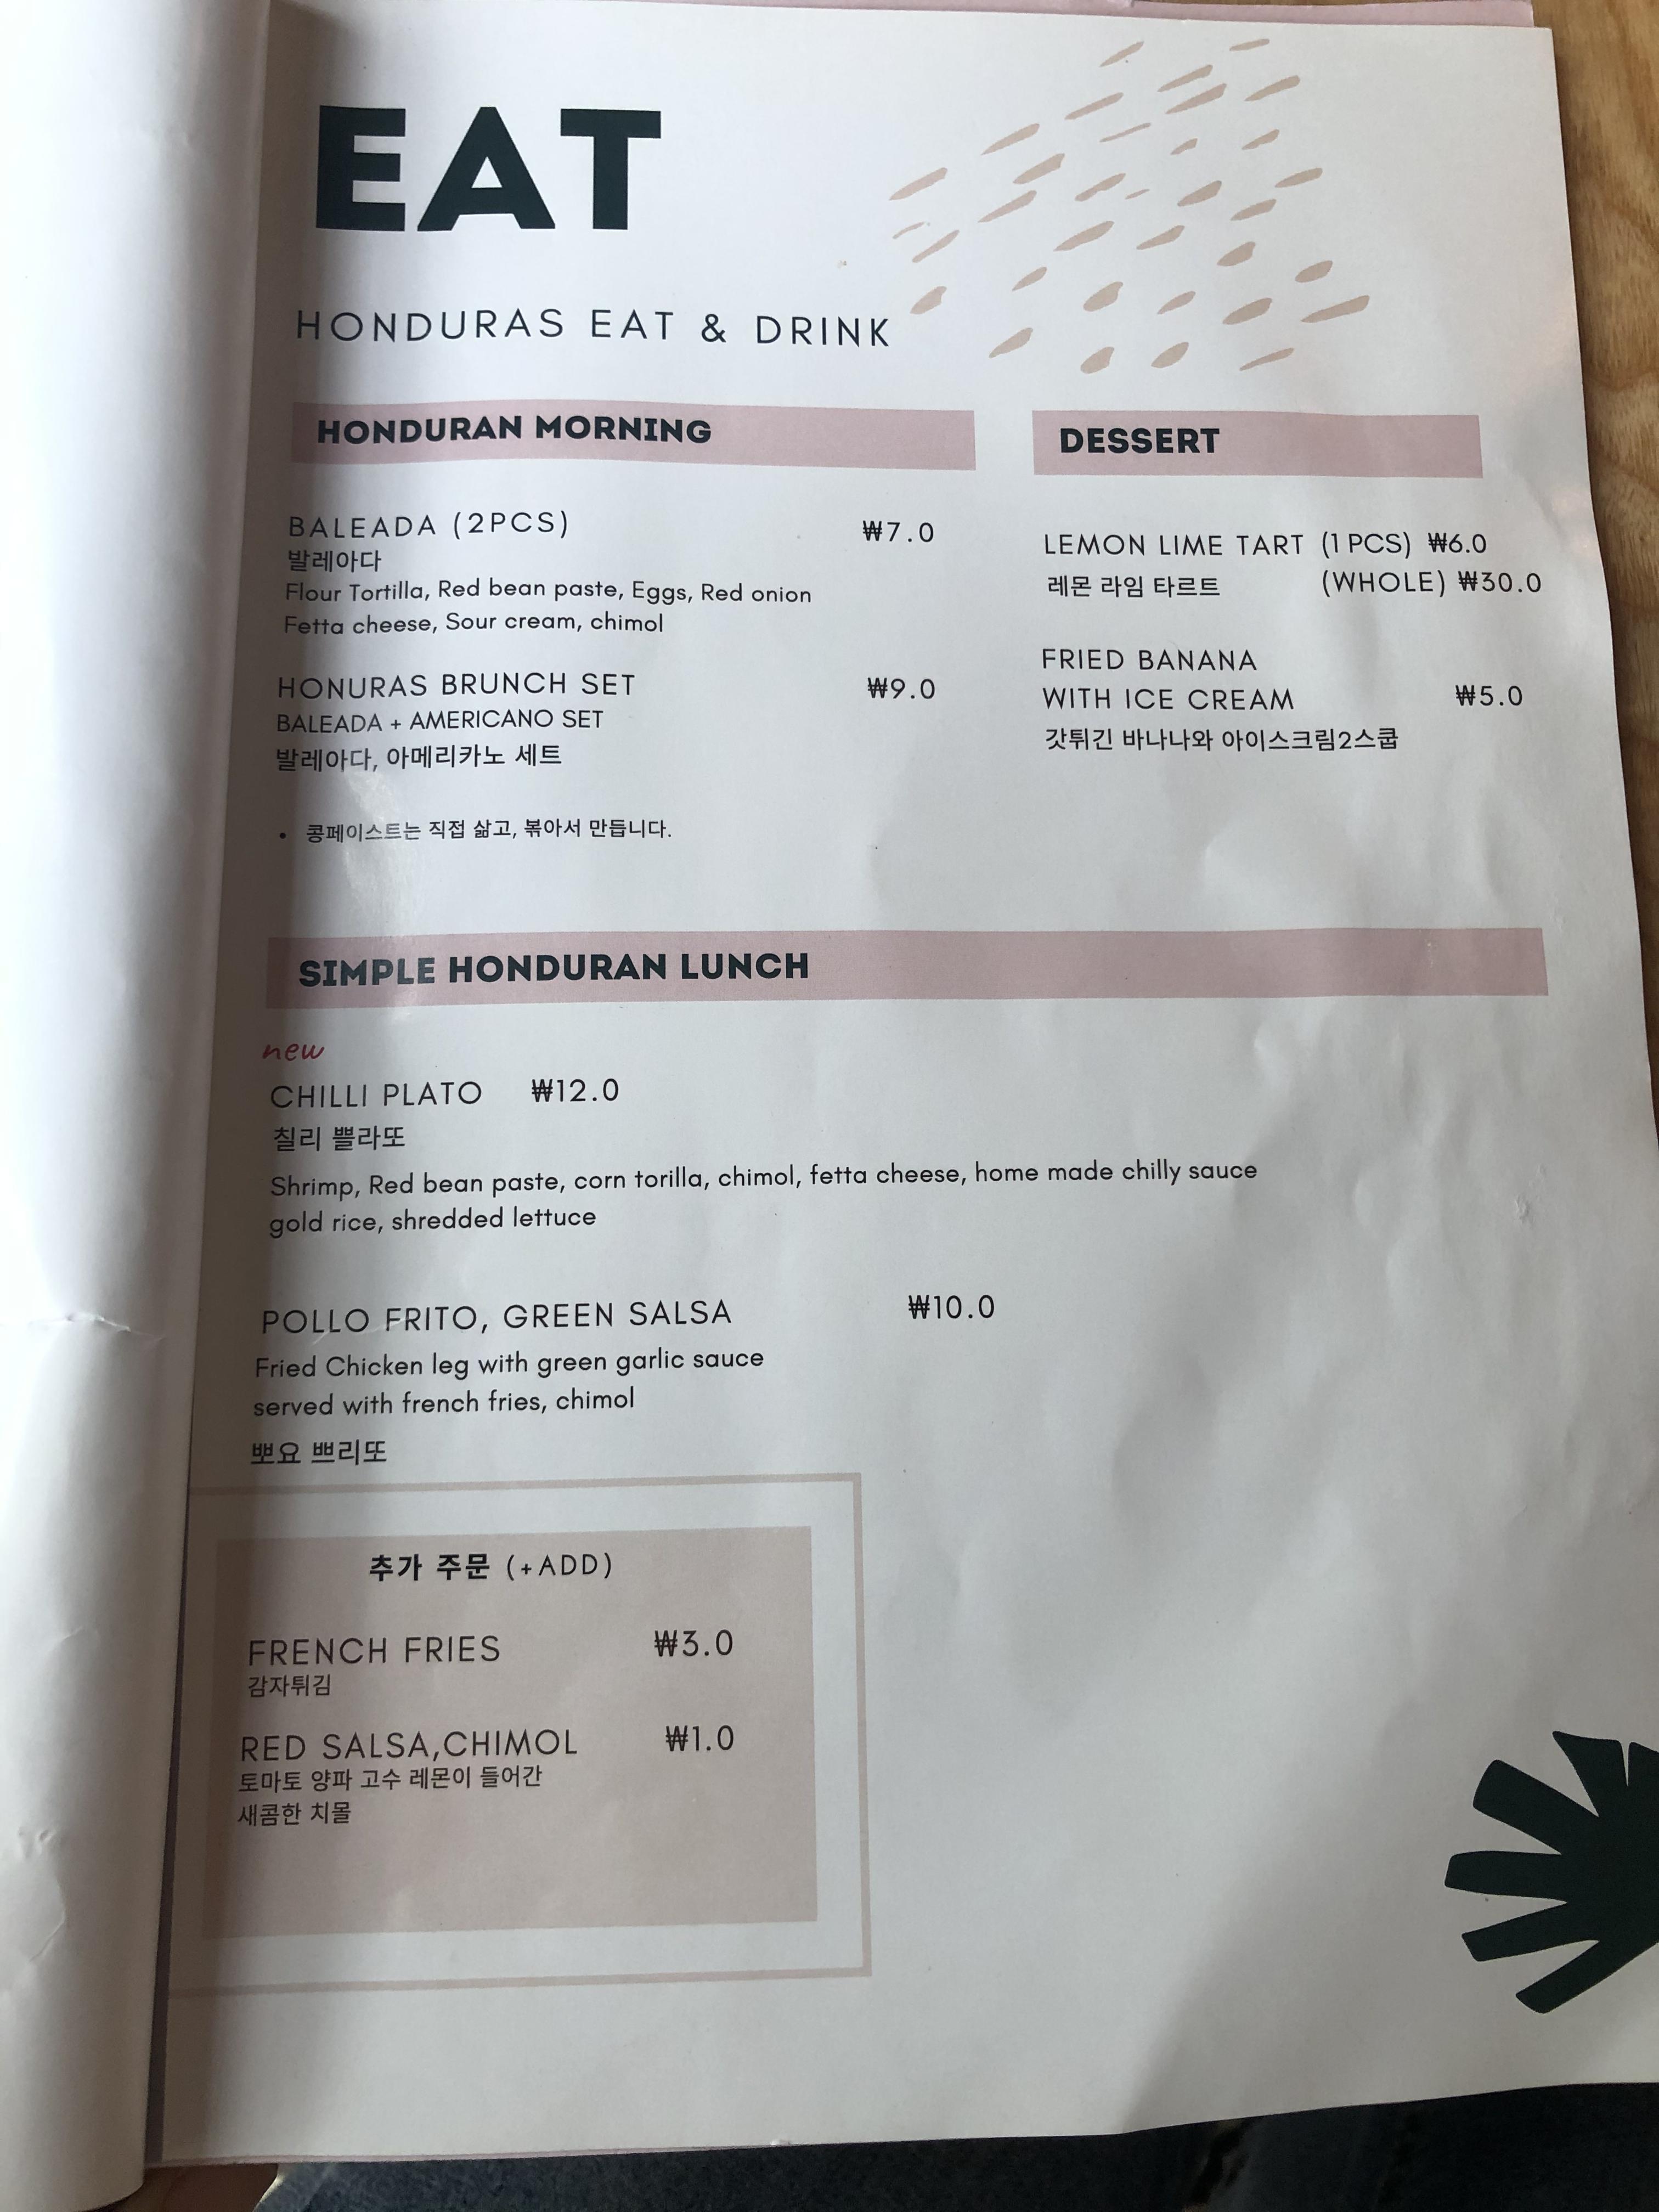 EAT
HONDURAS EAT & DRINK
HONDURAN MORNING
BALEADA (2PCS) ₩7.0
발레아다
Flour Tortilla, Red bean paste, Eggs, Red onion
Fetta cheese, Sour cream, chimol
HONURAS BRUNCH SET ₩9.0
BALEADA + AMERICANO SET
발레아다, 아메리카노 세트
• 콩페이스트는 직접 삶고, 볶아서 만듭니다.
DESSERT
LEMON LIME TART (1 PCS) ₩6.0
레몬 라임 타르트 (WHOLE) ₩30.0
FRIED BANANA
WITH ICE CREAM ₩5.0
갓튀긴 바나나와 아이스크림2스쿱
SIMPLE HONDURAN LUNCH
new
CHILLI PLATO ₩12.0
칠리 쁠라또
Shrimp, Red bean paste, corn torilla, chimol, fetta cheese, home made chilly sauce
gold rice, shredded lettuce
POLLO FRITO, GREEN SALSA ₩10.0
Fried Chicken leg with green garlic sauce
served with french fries, chimol
뽀요 쁘리또
추가 주문 (+ADD)
FRENCH FRIES ₩3.0
감자튀김
RED SALSA,CHIMOL ₩1.0
토마토 양파 고수 레몬이 들어간
새콤한 치몰